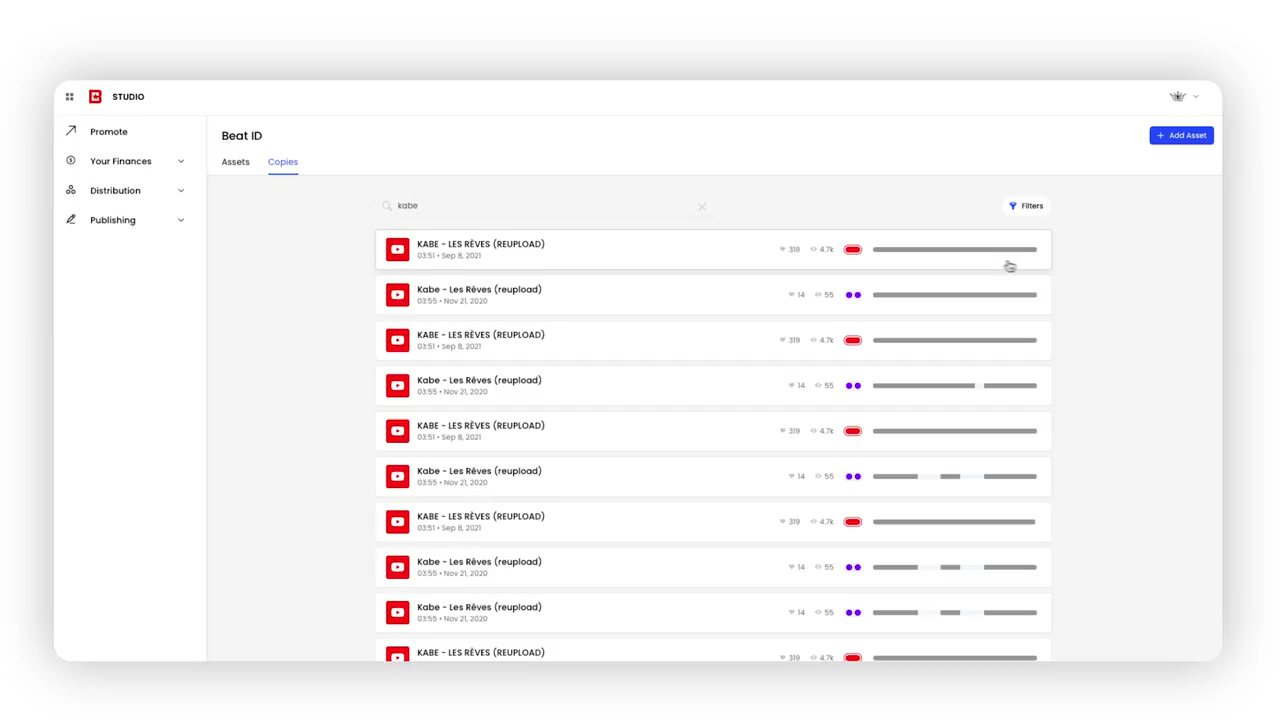 STUDIO
Promote
Your Finances
Distribution
Publishing
Beat ID
+ Add Asset
Assets Copies
kabe
Filters
KABE - LES RÊVES (REUPLOAD)
03:51 • Sep 8, 2021
319 4.7k
Kabe - Les Rêves (reupload)
03:55 • Nov 21, 2020
14 55
KABE - LES RÊVES (REUPLOAD)
03:51 • Sep 8, 2021
319 4.7k
Kabe - Les Rêves (reupload)
03:55 • Nov 21, 2020
14 55
KABE - LES RÊVES (REUPLOAD)
03:51 • Sep 8, 2021
319 4.7k
Kabe - Les Rêves (reupload)
03:55 • Nov 21, 2020
14 55
KABE - LES RÊVES (REUPLOAD)
03:51 • Sep 8, 2021
319 4.7k
Kabe - Les Rêves (reupload)
03:55 • Nov 21, 2020
14 55
Kabe - Les Rêves (reupload)
03:55 • Nov 21, 2020
14 55
KABE - LES RÊVES (REUPLOAD)
319 4.7k